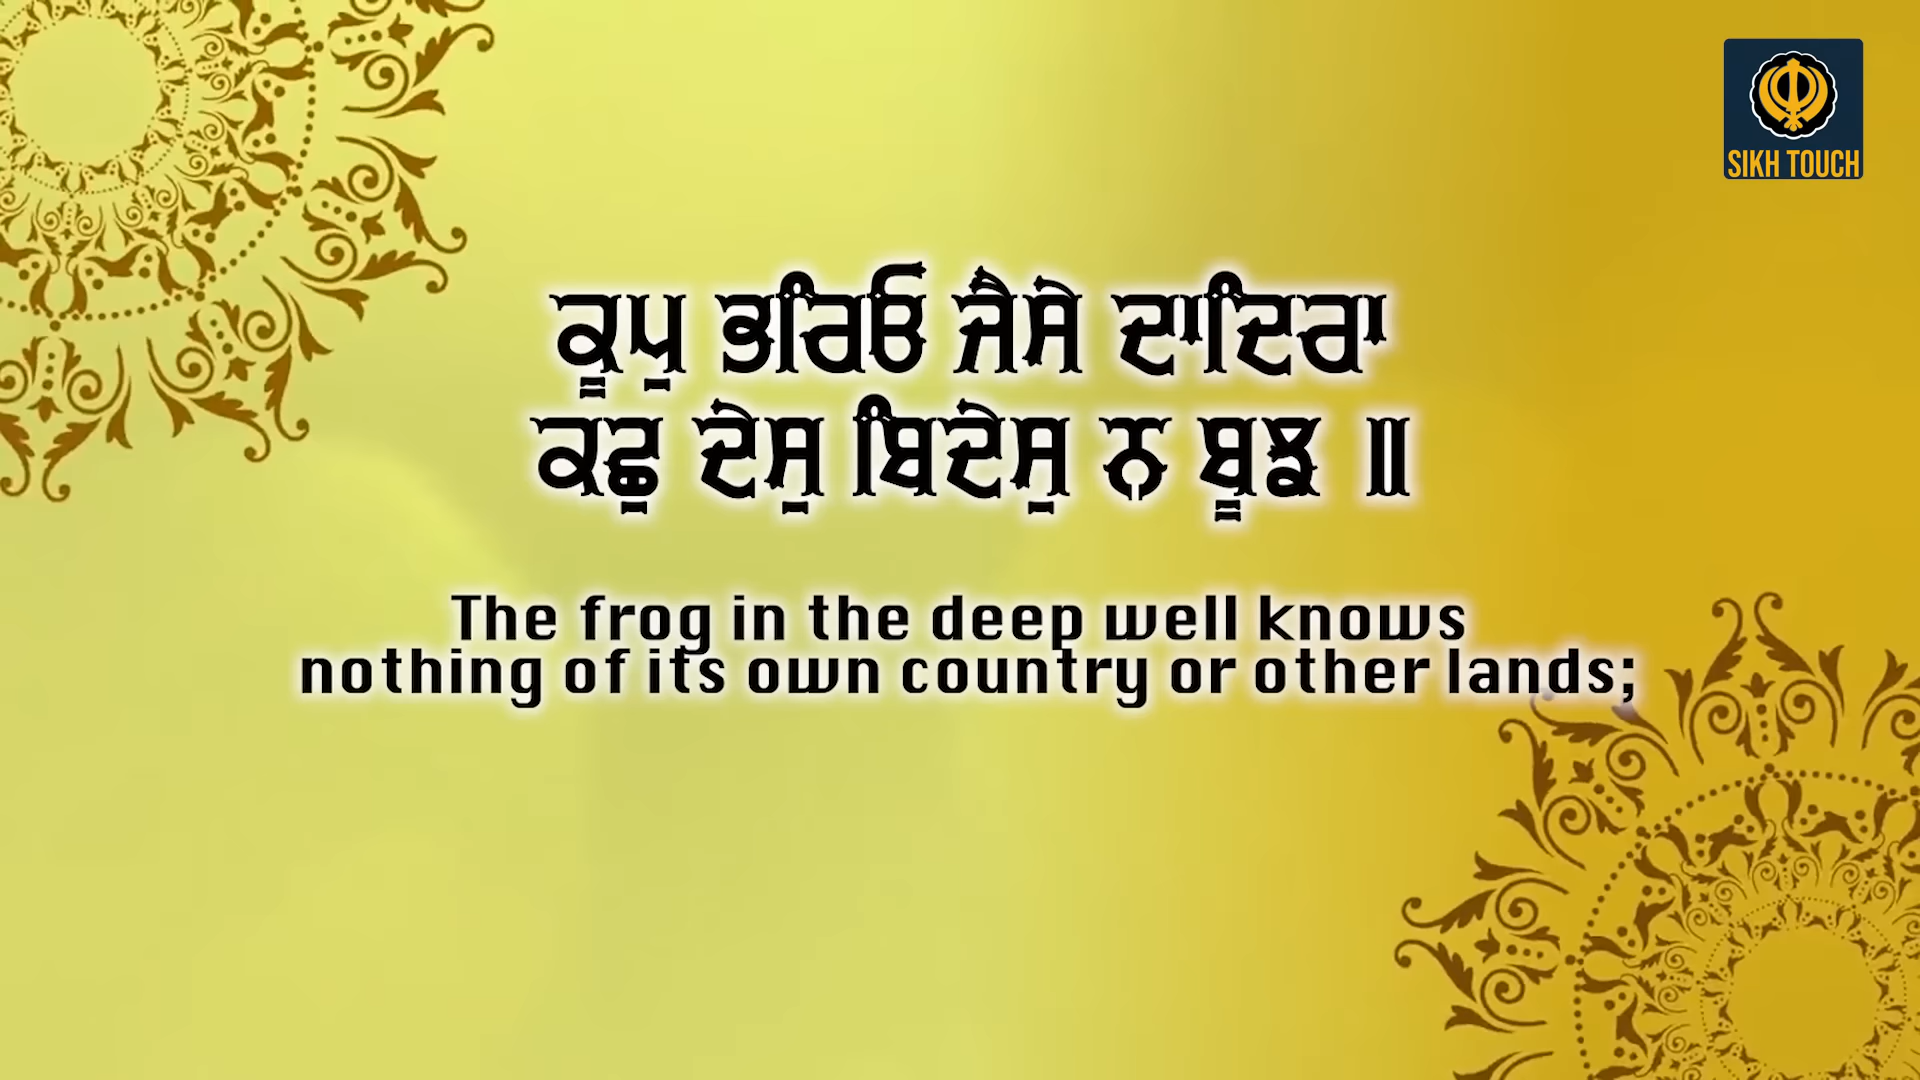 SIKH TOUCH
ਕੂਪੁ ਭਰਿਓ ਜੈਸੇ ਦਾਦਿਰਾ
ਕਛੁ ਦੇਸੁ ਬਿਦੇਸੁ ਨ ਬੂਝ ॥
The frog in the deep well knows
nothing of its own country or other lands;